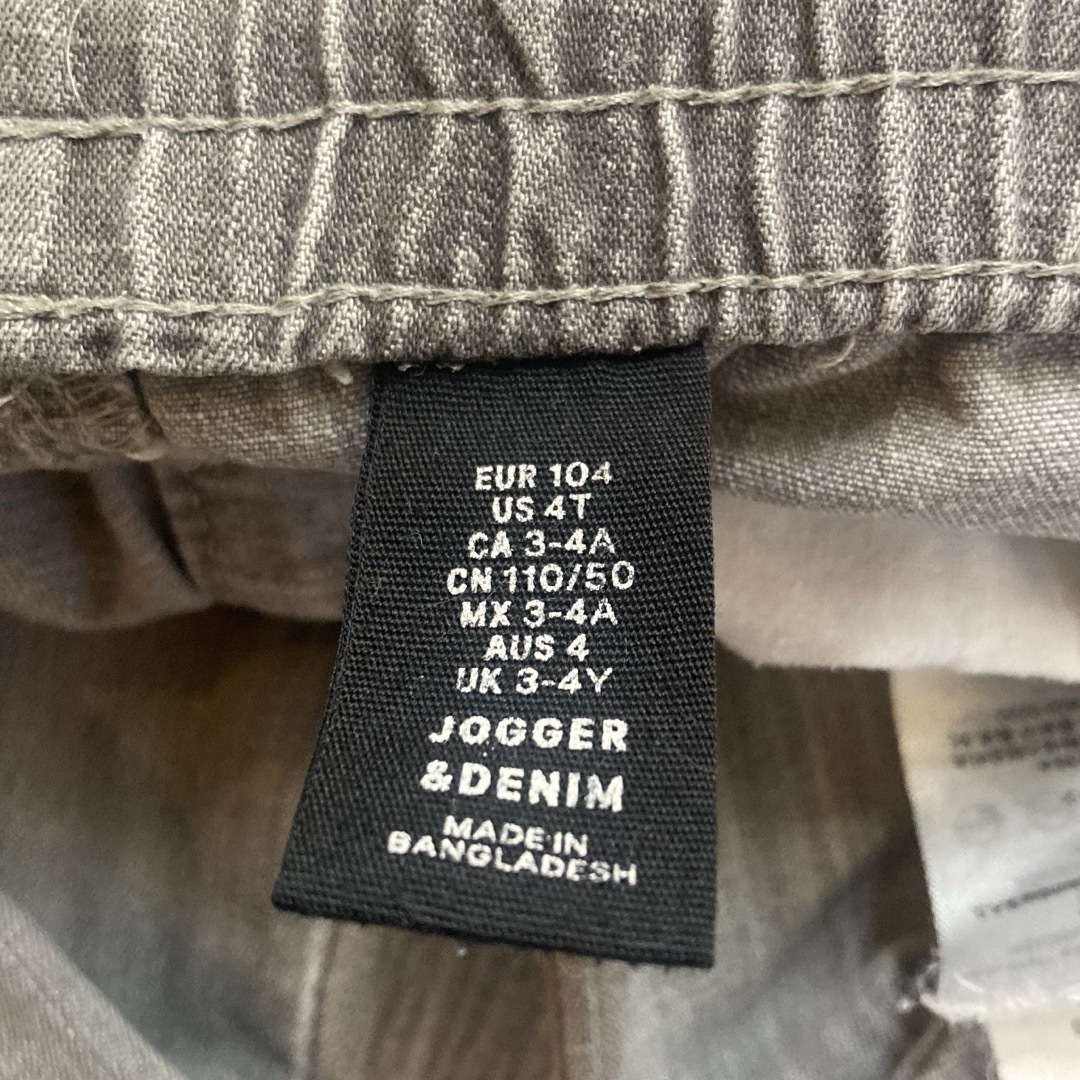 EUR 104
US 4T
CA 3-4A
CN 110/50
MX 3-4A
AUS 4
UK 3-4Y
JOGGER
&DENIM
MADE IN
BANGLADESH